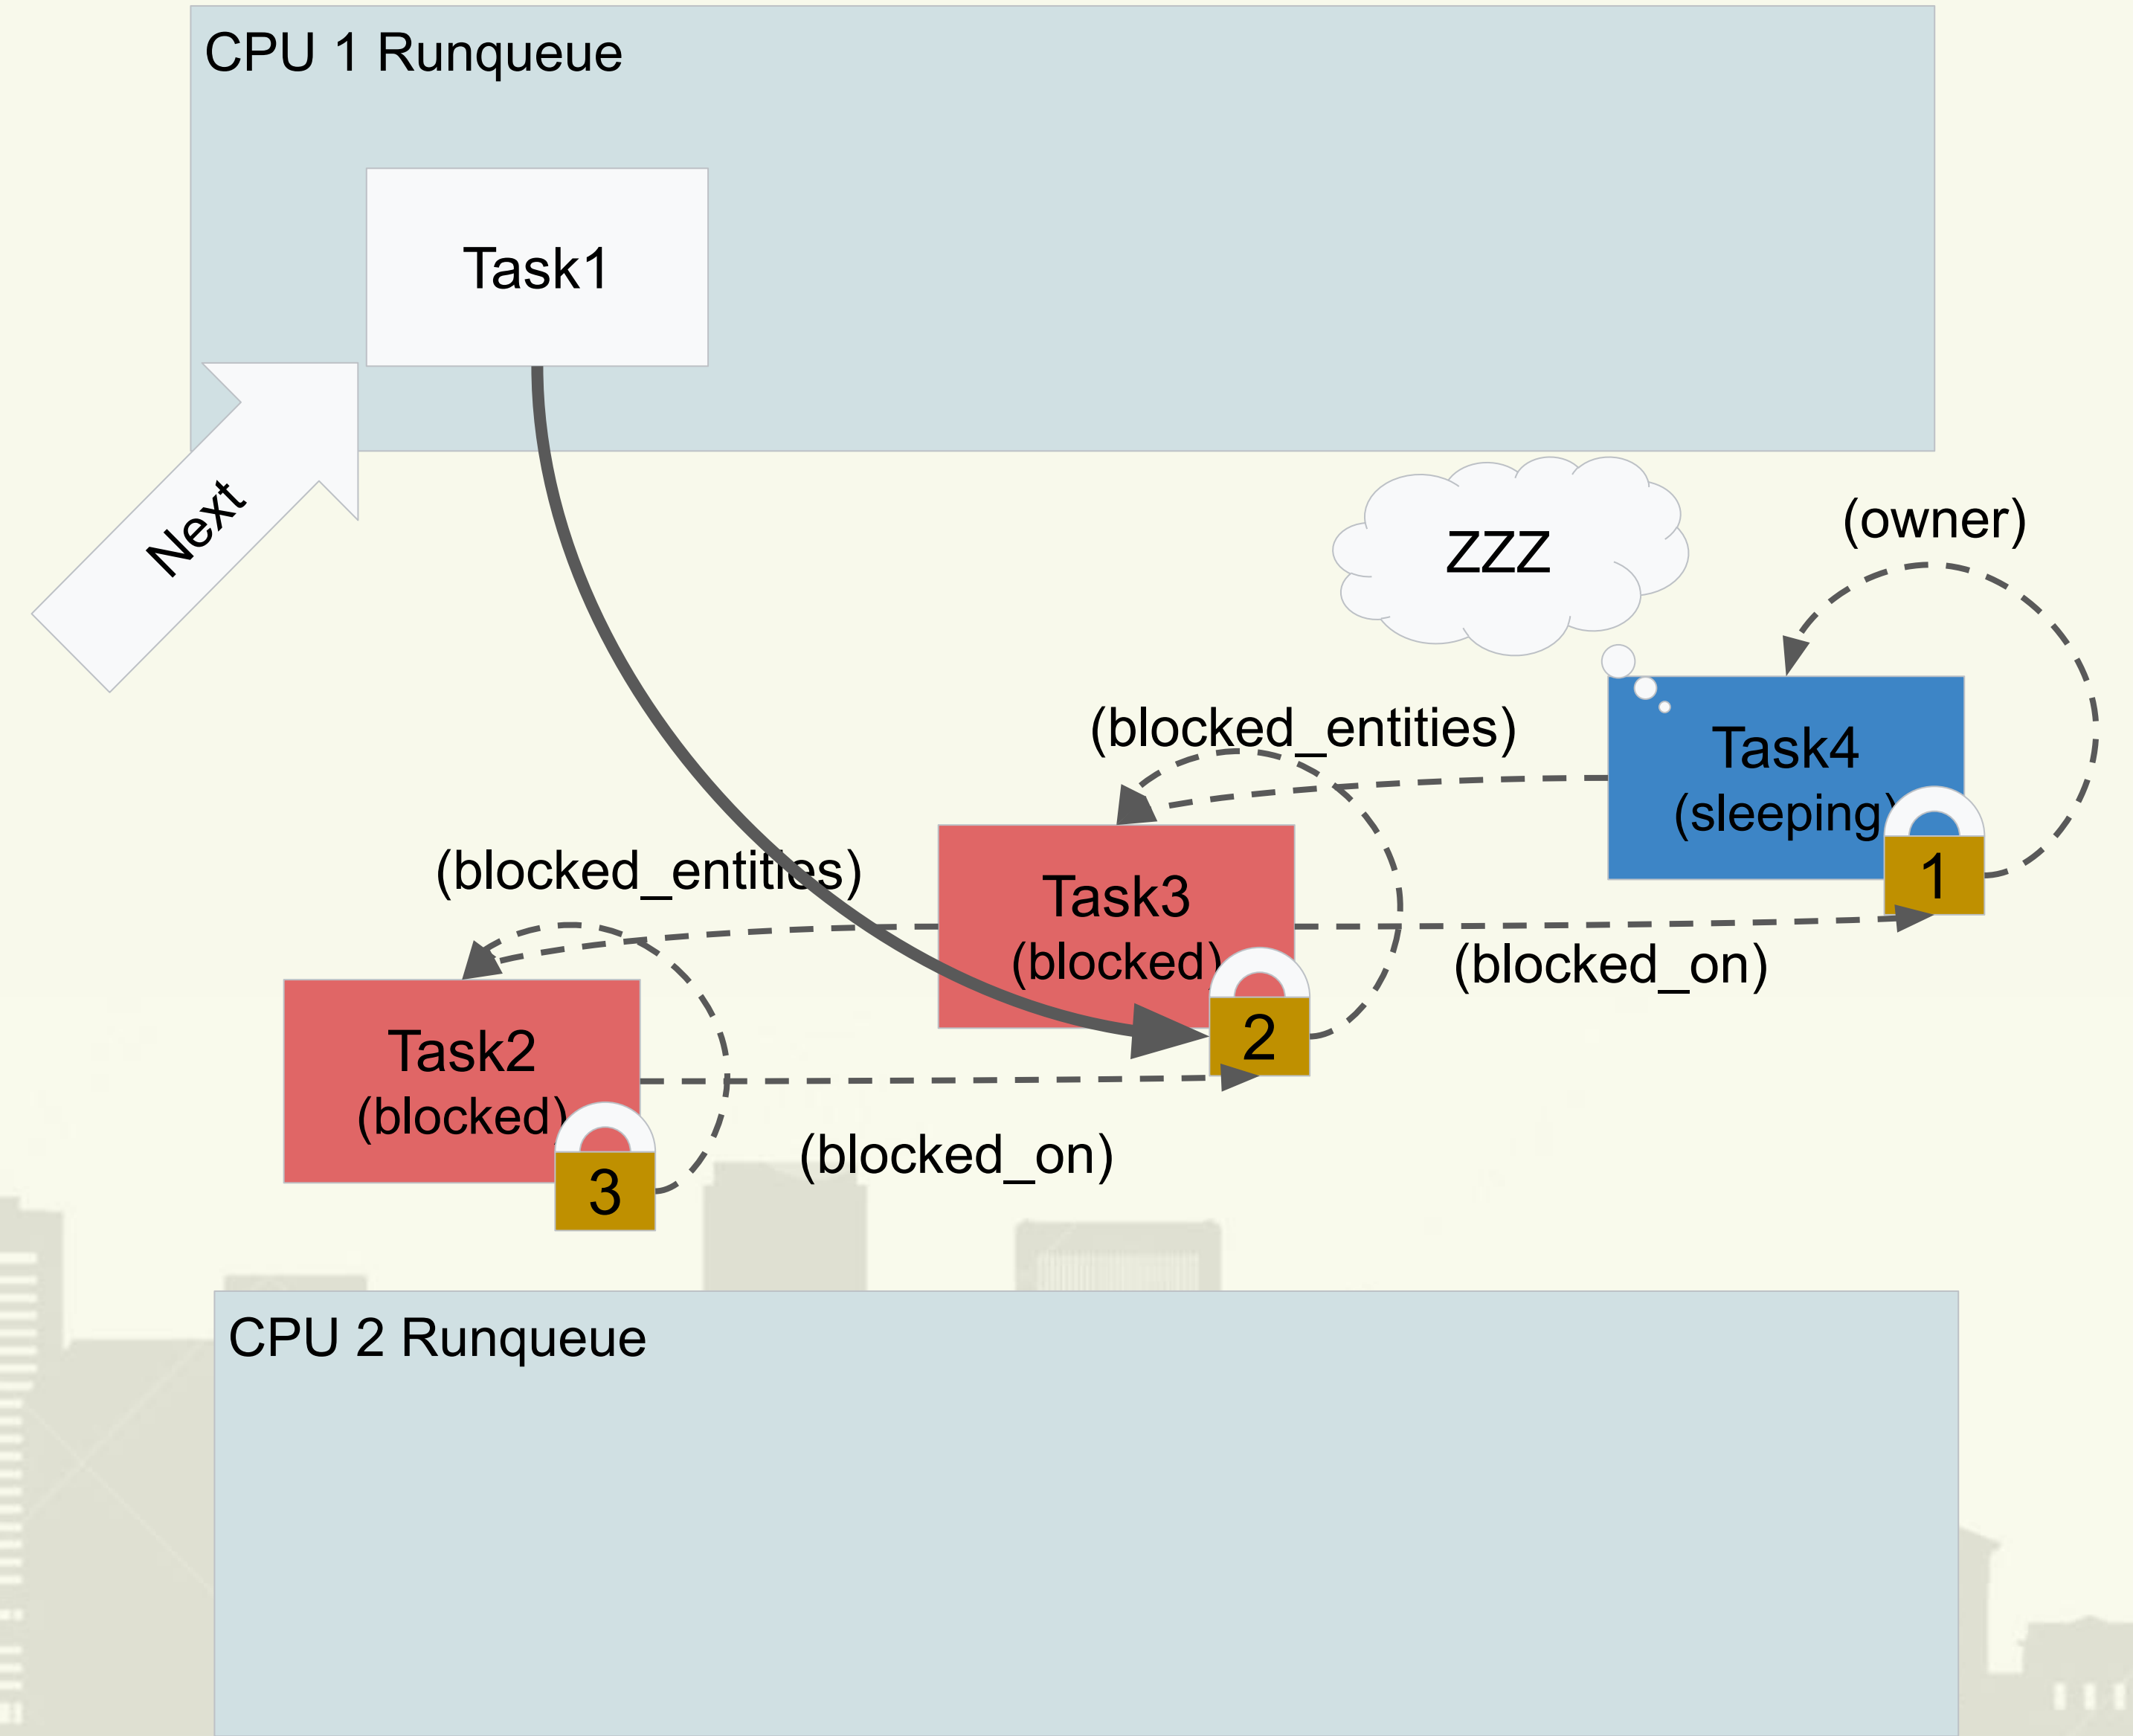 CPU 1 Runqueue
Task1
Next
zzz
(owner)
(blocked_entities)
Task4
(sleeping)
1
(blocked_entities)
Task3
(blocked)
(blocked_on)
2
Task2
(blocked)
(blocked_on)
3
CPU 2 Runqueue